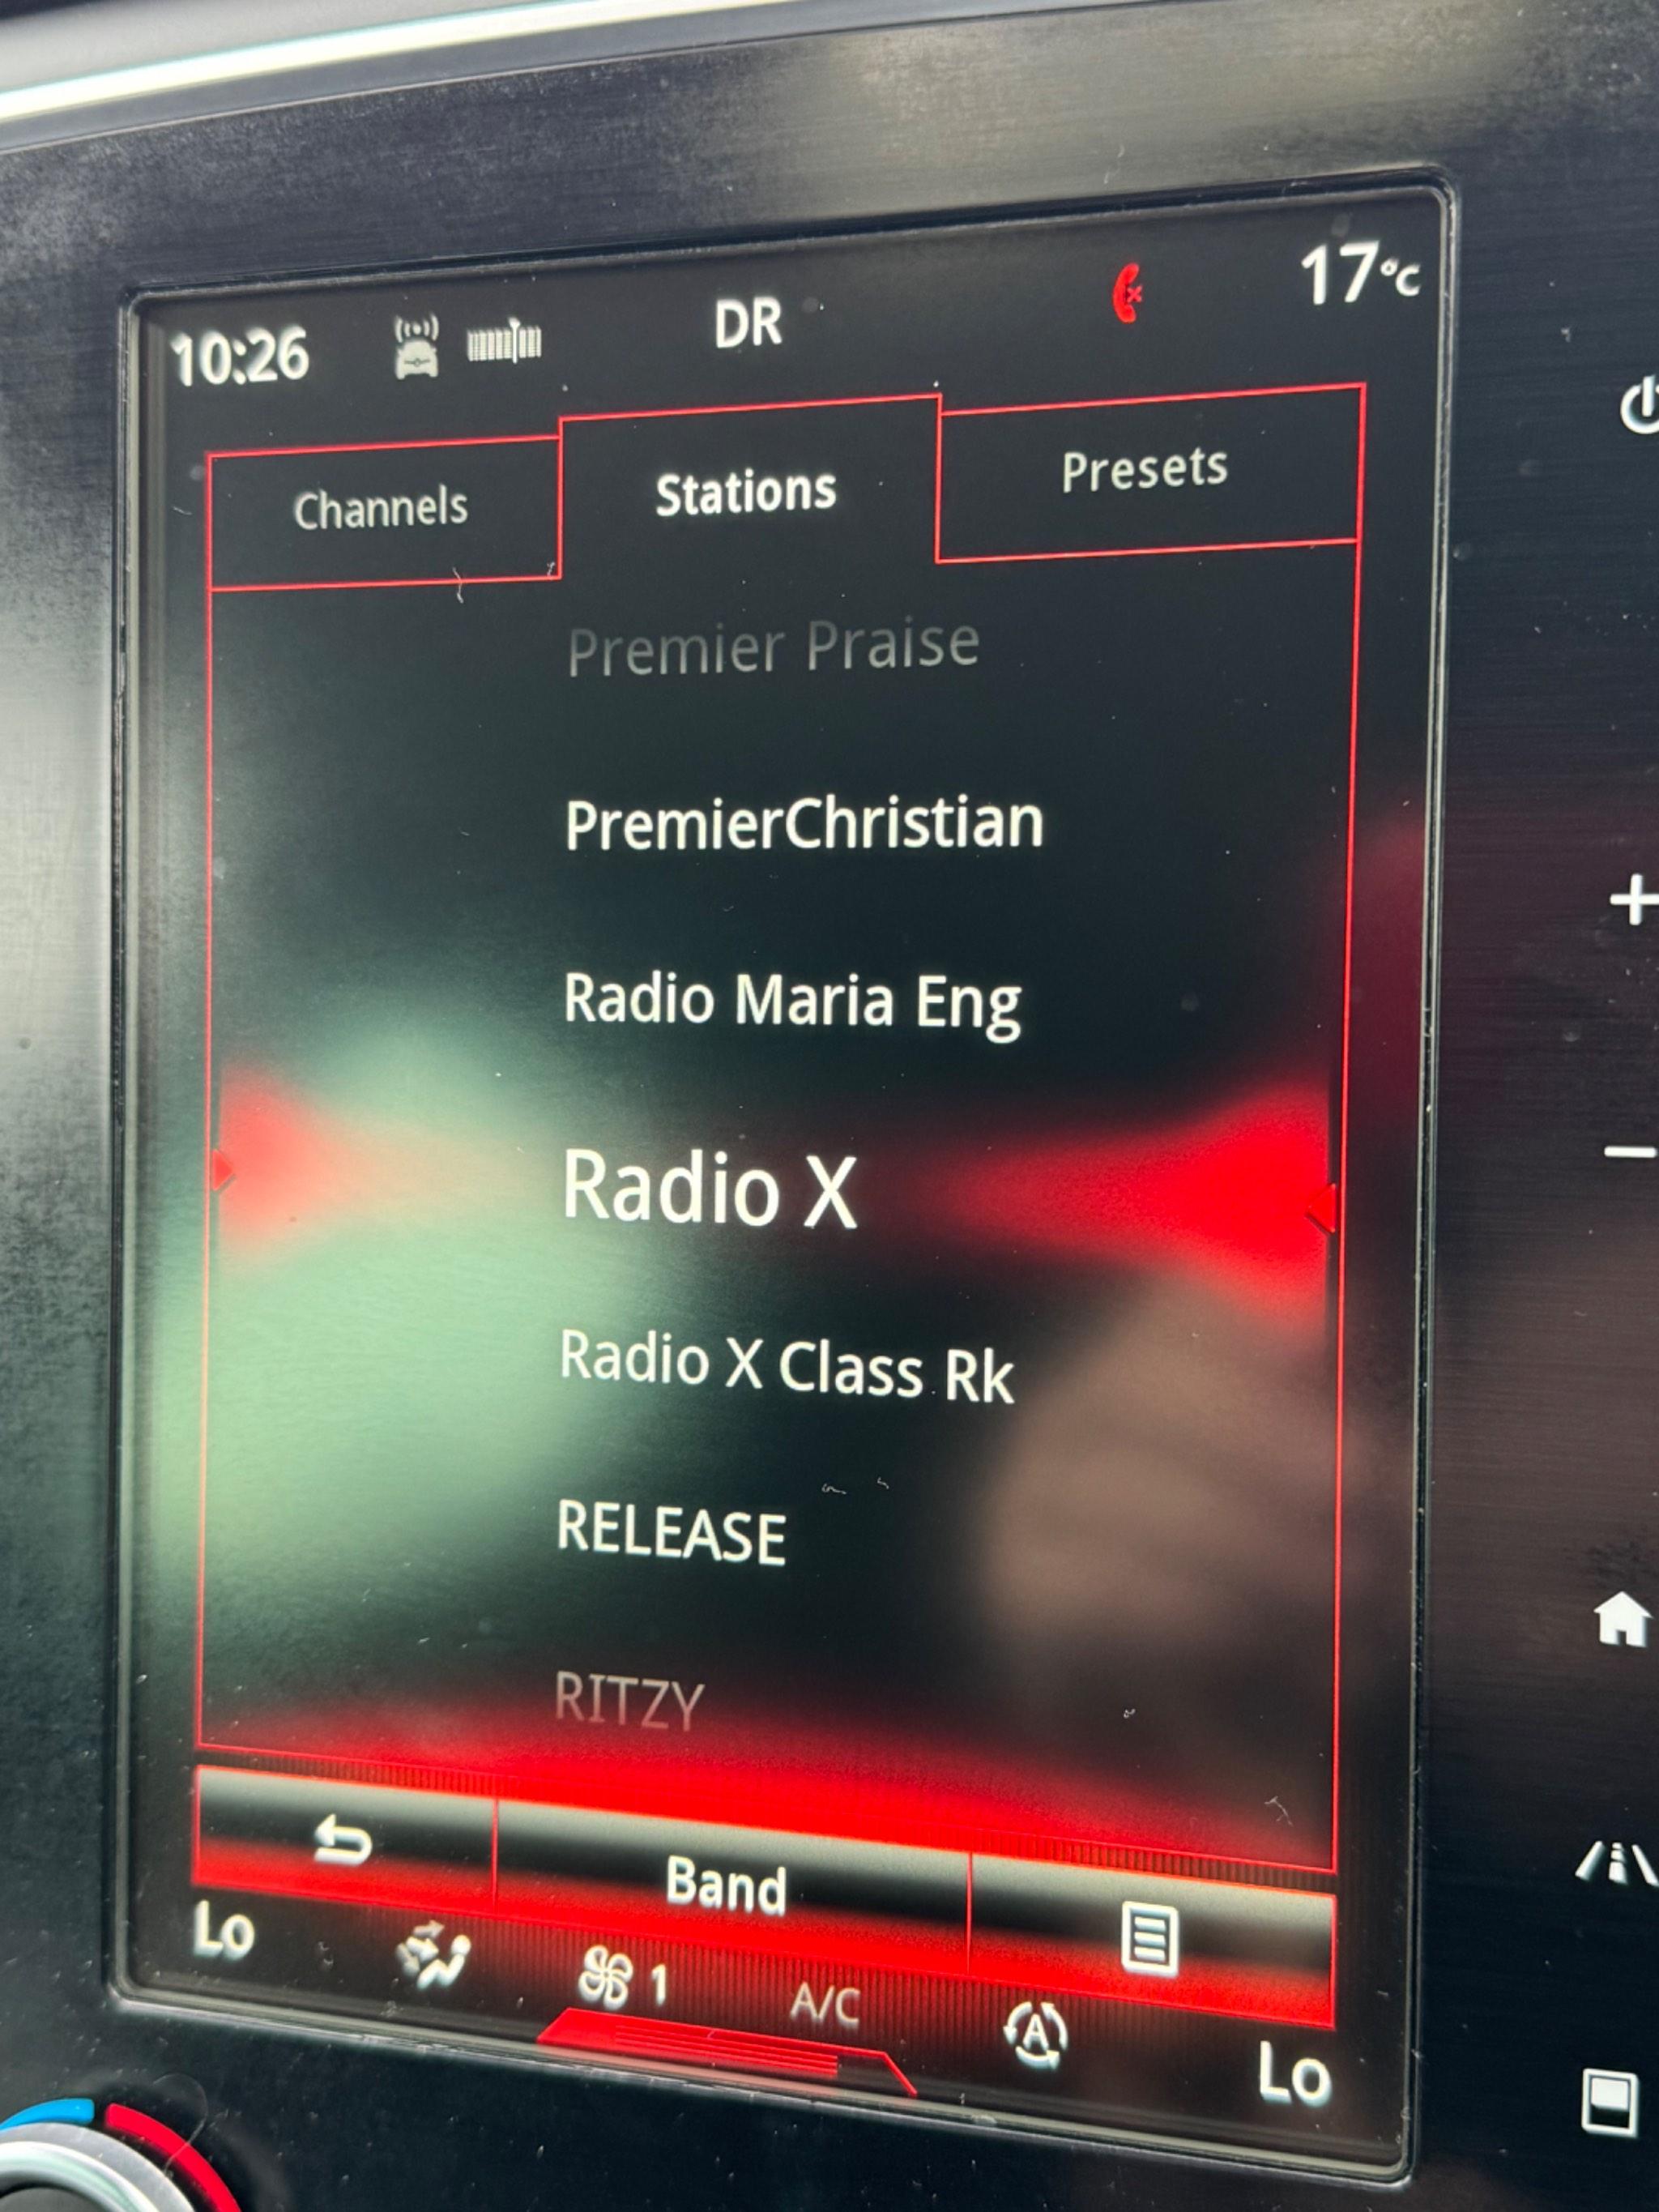 10:26 DR 17°C
Channels Stations Presets
Premier Praise
PremierChristian
Radio Maria Eng
Radio X
Radio X Class Rk
RELEASE
RITZY
Band
Lo 1 A/C A Lo